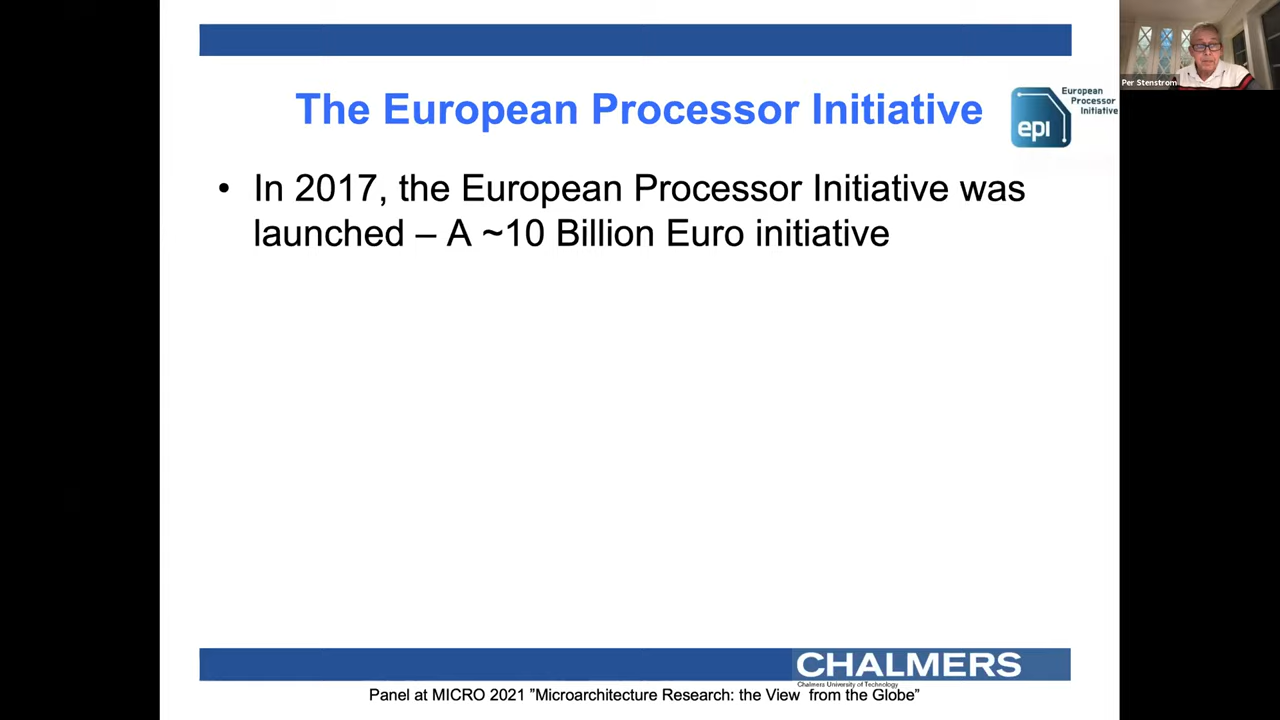 Per Stenstrom
The European Processor Initiative
European
Processor
Initiative
epi
• In 2017, the European Processor Initiative was
launched – A ~10 Billion Euro initiative
CHALMERS
Chalmers University of Technology
Panel at MICRO 2021 ”Microarchitecture Research: the View from the Globe”